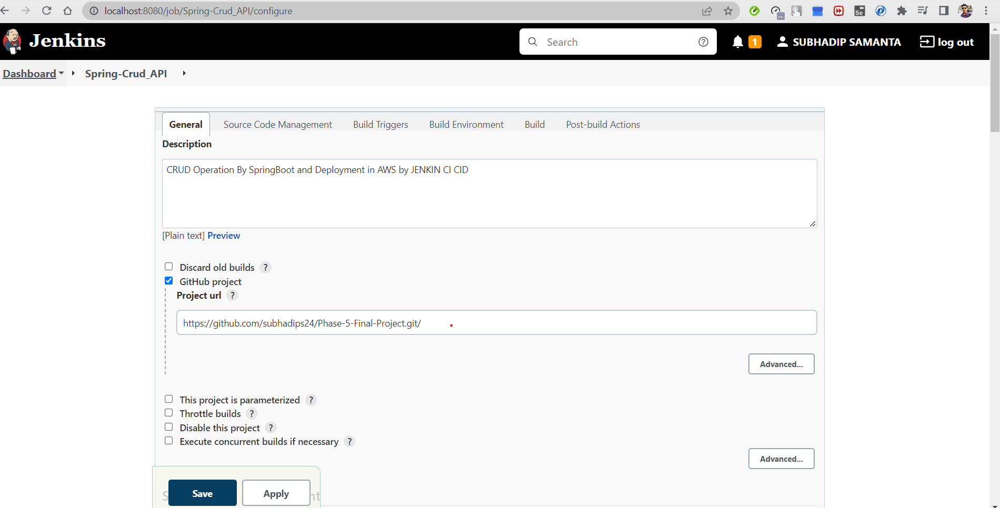 localhost:8080/job/Spring-Crud_API/configure
Se
Jenkins
Search
?
1
SUBHADIP SAMANTA
log out
Dashboard
Spring-Crud_API
General Source Code Management Build Triggers Build Environment Build Post-build Actions
Description
CRUD Operation By SpringBoot and Deployment in AWS by JENKIN CI CID
[Plain text] Preview
Discard old builds ?
GitHub project
Project url ?
https://github.com/subhadips24/Phase-5-Final-Project.git/
Advanced...
This project is parameterized ?
Throttle builds ?
Disable this project ?
Execute concurrent builds if necessary ?
Advanced...
Save Apply